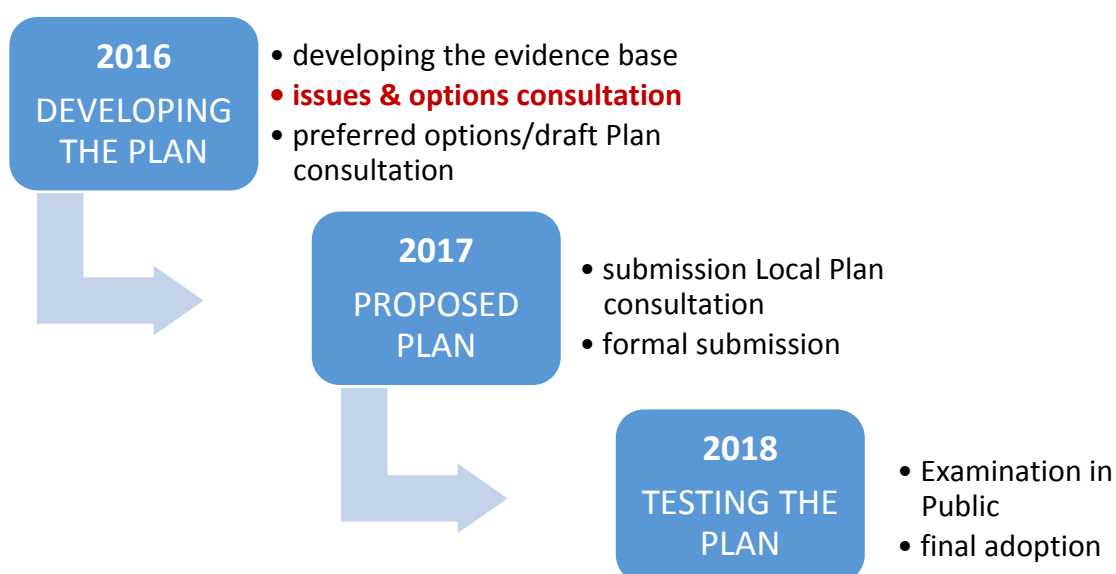 2016
DEVELOPING
THE PLAN
• developing the evidence base
• issues & options consultation
• preferred options/draft Plan
consultation
2017
PROPOSED
PLAN
• submission Local Plan
consultation
• formal submission
2018
TESTING THE
PLAN
• Examination in
Public
• final adoption